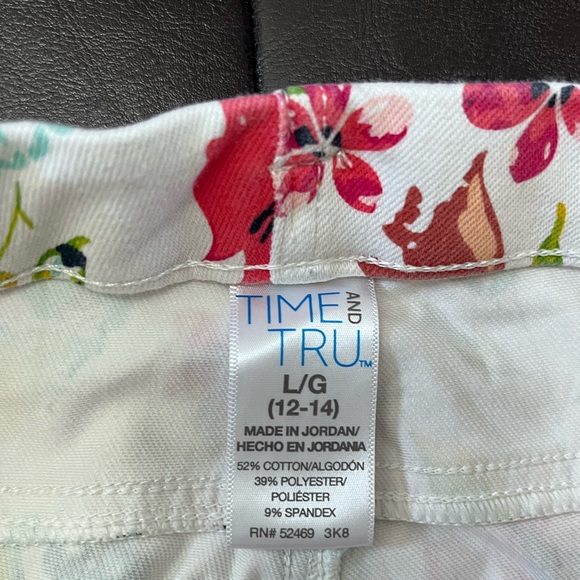 TIME AND
TRU™
L/G
(12-14)
MADE IN JORDAN/
HECHO EN JORDANIA
52% COTTON/ALGODÓN
39% POLYESTER/
POLIÉSTER
9% SPANDEX
RN# 52469 3K8